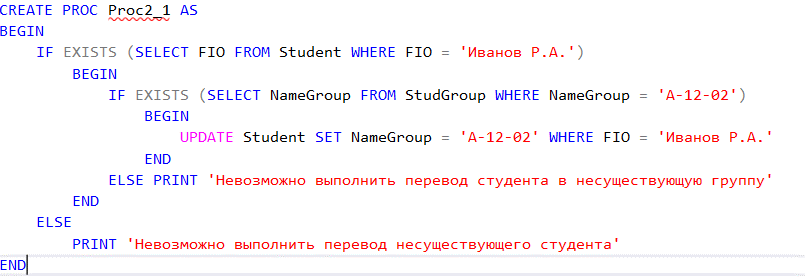 CREATE PROC Proc2_1 AS
BEGIN
IF EXISTS (SELECT FIO FROM Student WHERE FIO = 'Иванов Р.А.')
BEGIN
IF EXISTS (SELECT NameGroup FROM StudGroup WHERE NameGroup = 'А-12-02')
BEGIN
UPDATE Student SET NameGroup = 'А-12-02' WHERE FIO = 'Иванов Р.А.'
END
ELSE PRINT 'Невозможно выполнить перевод студента в несуществующую группу'
END
ELSE
PRINT 'Невозможно выполнить перевод несуществующего студента'
END